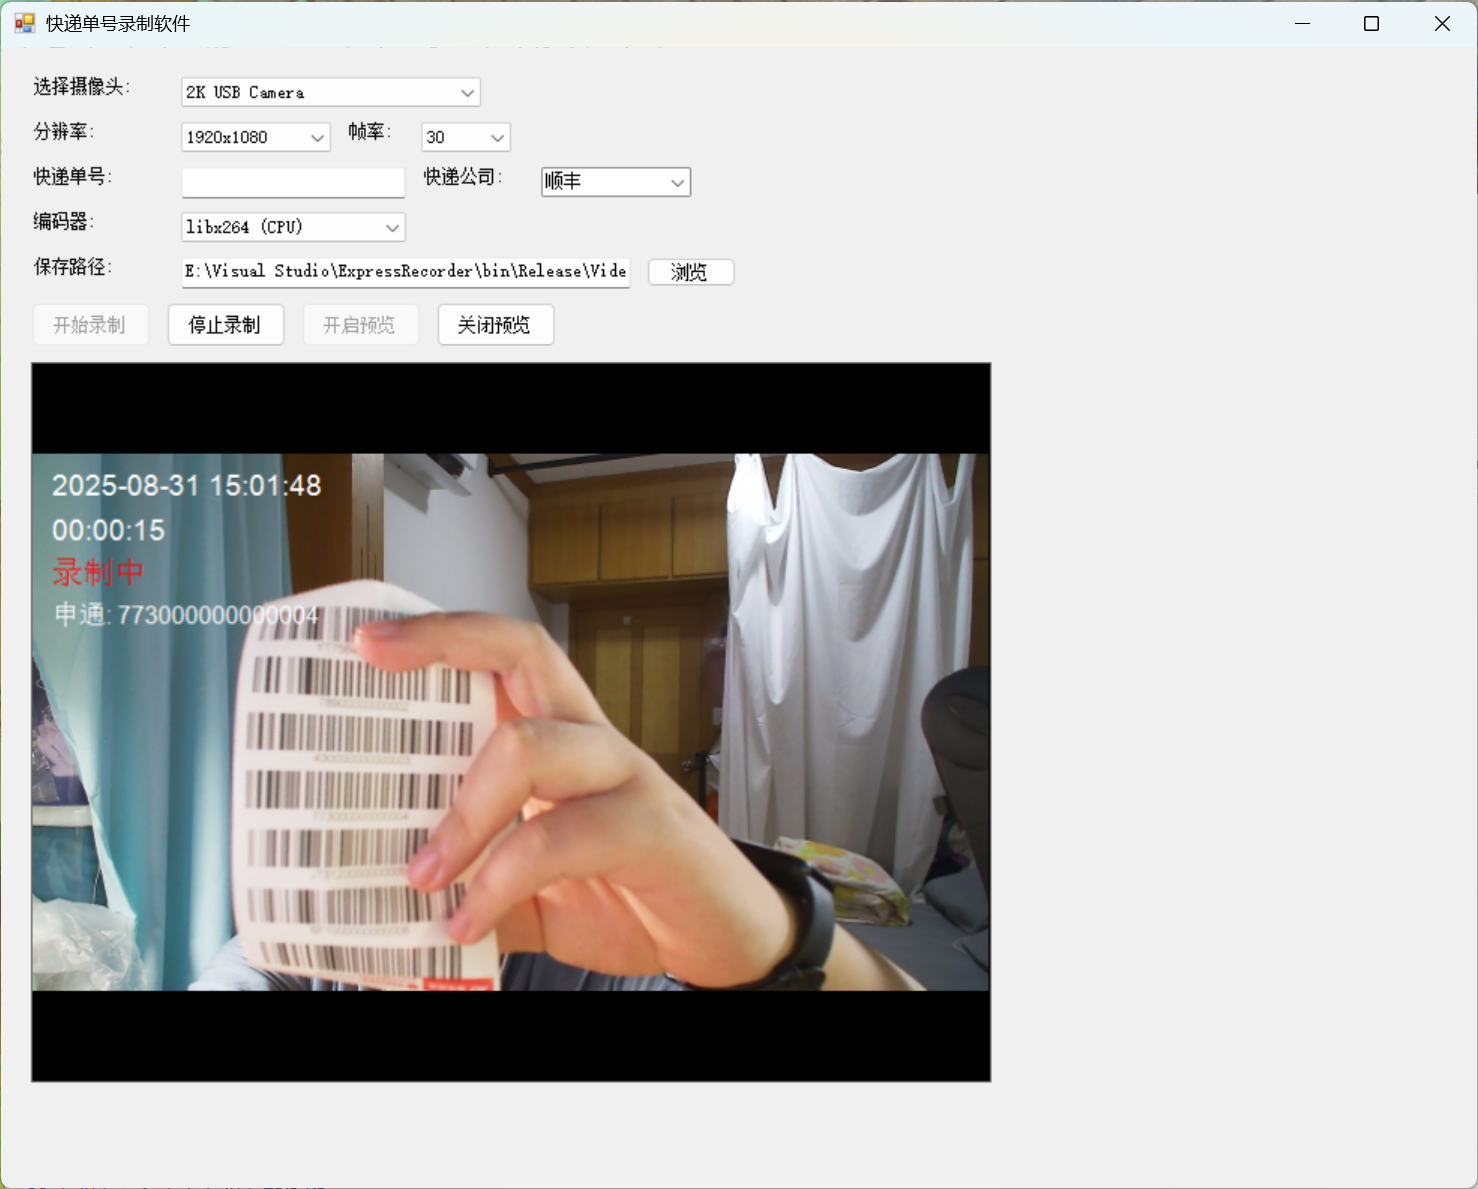 快递单号录制软件
选择摄像头: 2K USB Camera
分辨率: 1920x1080 帧率: 30
快递单号: 快递公司: 顺丰
编码器: libx264 (CPU)
保存路径: E:\Visual Studio\ExpressRecorder\bin\Release\Vide 浏览
开始录制 停止录制 开启预览 关闭预览
2025-08-31 15:01:48
00:00:15
录制中
申通: 773000000000004